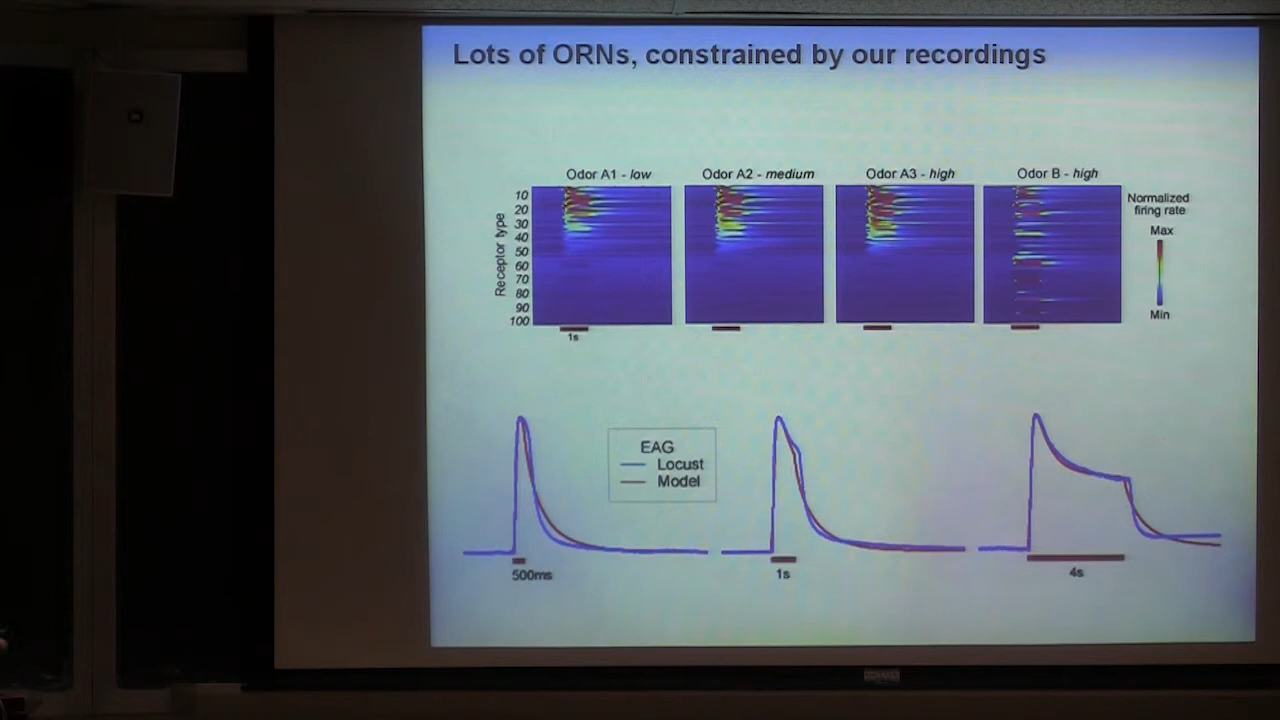 Lots of ORNs, constrained by our recordings
Odor A1 - low
Odor A2 - medium
Odor A3 - high
Odor B - high
Normalized
firing rate
Max
Min
Receptor type
10
20
30
40
50
60
70
80
90
100
1s
EAG
Locust
Model
500ms
1s
4s